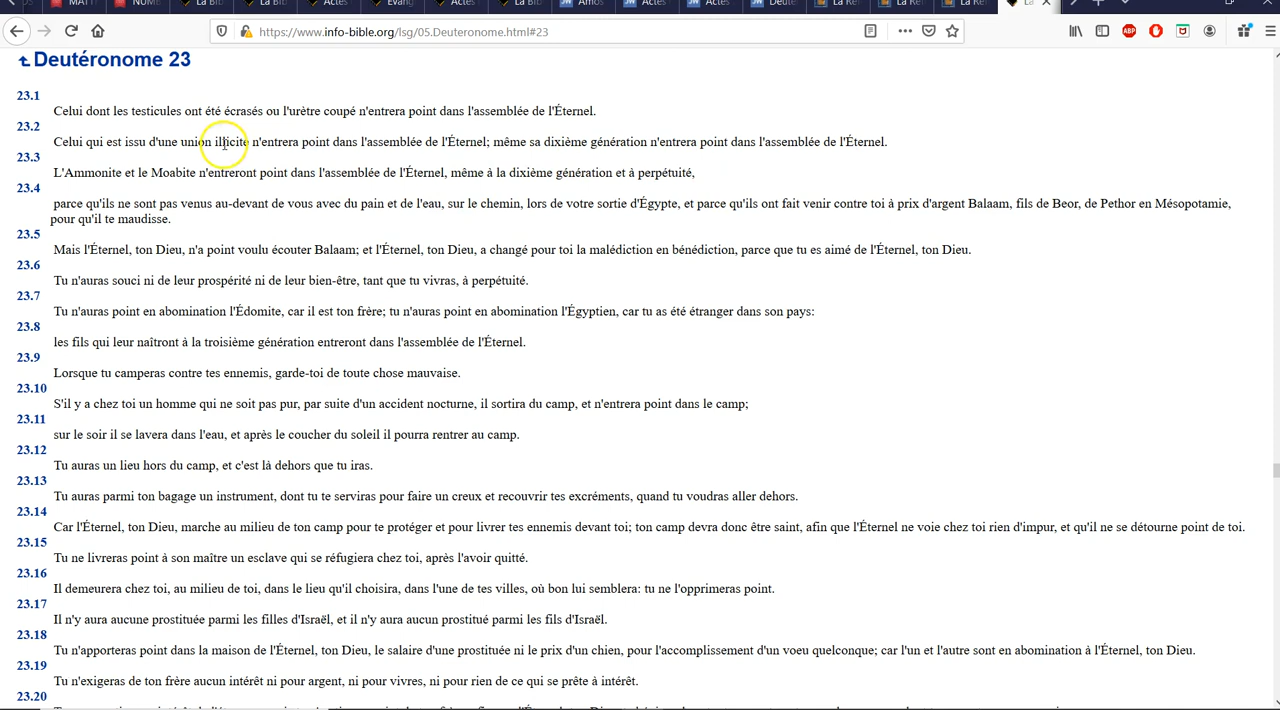 MATT
NUME
La Bib
La Bib
Actes
Évang
Actes
La Bib
Amos
Actes
Actes
Deuté
La Re
La Re
La Re
La
https://www.info-bible.org/lsg/05.Deuteronome.html#23
ABP
Deutéronome 23
23.1
Celui dont les testicules ont été écrasés ou l'urètre coupé n'entrera point dans l'assemblée de l'Éternel.
23.2
Celui qui est issu d'une union illicite n'entrera point dans l'assemblée de l'Éternel; même sa dixième génération n'entrera point dans l'assemblée de l'Éternel.
23.3
L'Ammonite et le Moabite n'entreront point dans l'assemblée de l'Éternel, même à la dixième génération et à perpétuité,
23.4
parce qu'ils ne sont pas venus au-devant de vous avec du pain et de l'eau, sur le chemin, lors de votre sortie d'Égypte, et parce qu'ils ont fait venir contre toi à prix d'argent Balaam, fils de Beor, de Pethor en Mésopotamie,
pour qu'il te maudisse.
23.5
Mais l'Éternel, ton Dieu, n'a point voulu écouter Balaam; et l'Éternel, ton Dieu, a changé pour toi la malédiction en bénédiction, parce que tu es aimé de l'Éternel, ton Dieu.
23.6
Tu n'auras souci ni de leur prospérité ni de leur bien-être, tant que tu vivras, à perpétuité.
23.7
Tu n'auras point en abomination l'Édomite, car il est ton frère; tu n'auras point en abomination l'Égyptien, car tu as été étranger dans son pays:
23.8
les fils qui leur naîtront à la troisième génération entreront dans l'assemblée de l'Éternel.
23.9
Lorsque tu camperas contre tes ennemis, garde-toi de toute chose mauvaise.
23.10
S'il y a chez toi un homme qui ne soit pas pur, par suite d'un accident nocturne, il sortira du camp, et n'entrera point dans le camp;
23.11
sur le soir il se lavera dans l'eau, et après le coucher du soleil il pourra rentrer au camp.
23.12
Tu auras un lieu hors du camp, et c'est là dehors que tu iras.
23.13
Tu auras parmi ton bagage un instrument, dont tu te serviras pour faire un creux et recouvrir tes excréments, quand tu voudras aller dehors.
23.14
Car l'Éternel, ton Dieu, marche au milieu de ton camp pour te protéger et pour livrer tes ennemis devant toi; ton camp devra donc être saint, afin que l'Éternel ne voie chez toi rien d'impur, et qu'il ne se détourne point de toi.
23.15
Tu ne livreras point à son maître un esclave qui se réfugiera chez toi, après l'avoir quitté.
23.16
Il demeurera chez toi, au milieu de toi, dans le lieu qu'il choisira, dans l'une de tes villes, où bon lui semblera: tu ne l'opprimeras point.
23.17
Il n'y aura aucune prostituée parmi les filles d'Israël, et il n'y aura aucun prostitué parmi les fils d'Israël.
23.18
Tu n'apporteras point dans la maison de l'Éternel, ton Dieu, le salaire d'une prostituée ni le prix d'un chien, pour l'accomplissement d'un voeu quelconque; car l'un et l'autre sont en abomination à l'Éternel, ton Dieu.
23.19
Tu n'exigeras de ton frère aucun intérêt ni pour argent, ni pour vivres, ni pour rien de ce qui se prête à intérêt.
23.20